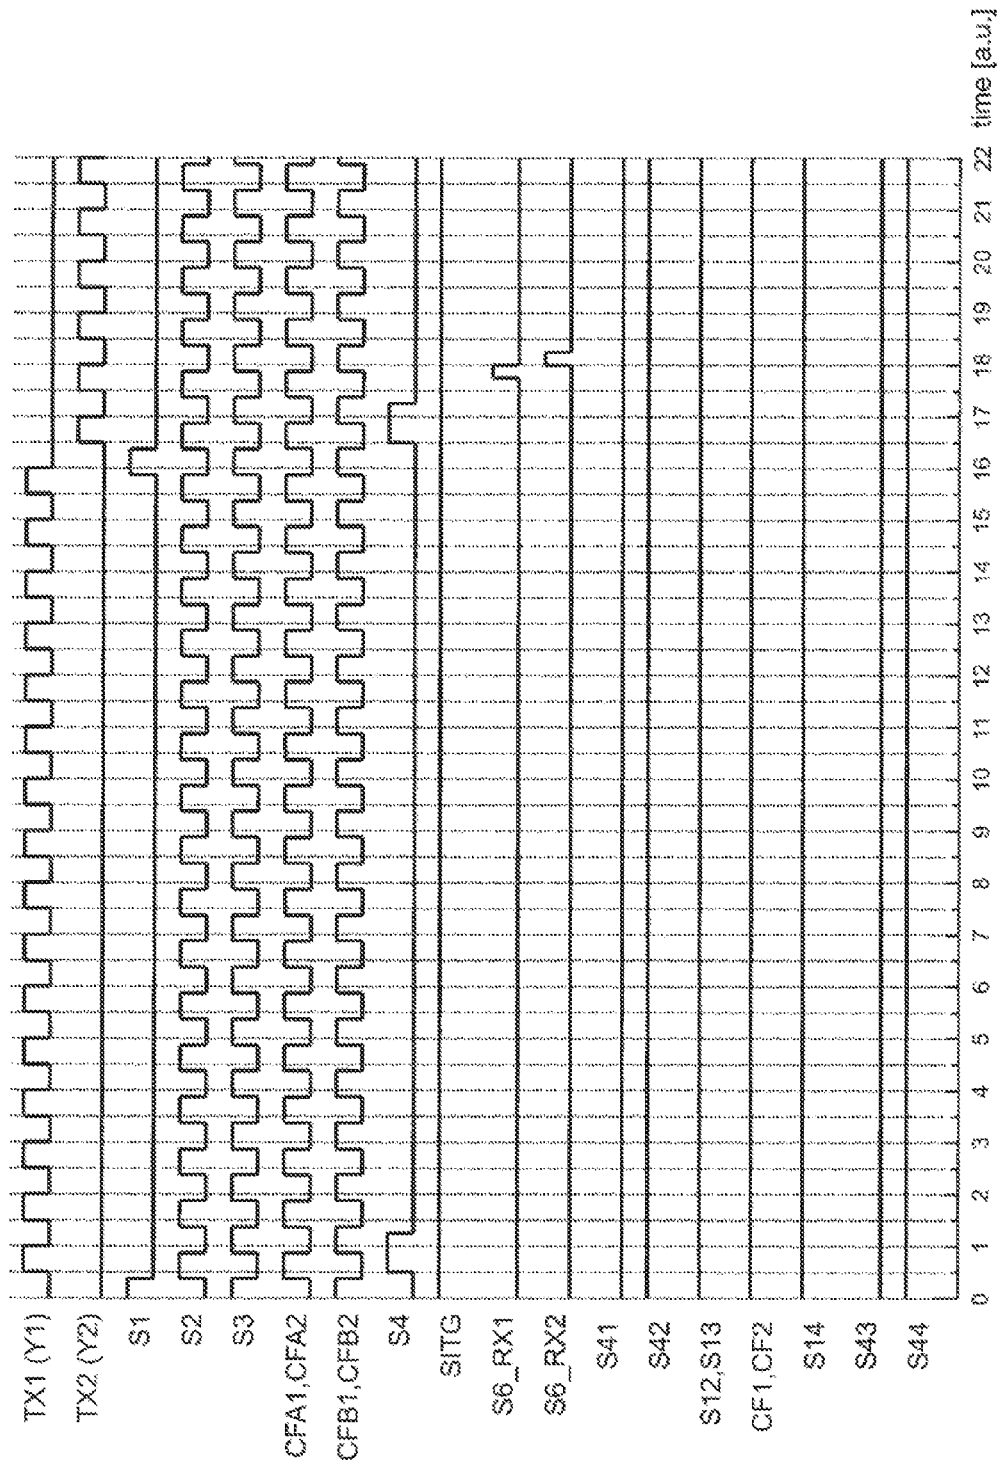 TX1 (Y1)
TX2 (Y2)
S1
S2
S3
CFA1,CFA2
CFB1,CFB2
S4
SITG
S6_RX1
S6_RX2
S41
S42
S12,S13
CF1,CF2
S14
S43
S44
0 1 2 3 4 5 6 7 8 9 10 11 12 13 14 15 16 17 18 19 20 21 22 time [a.u.]